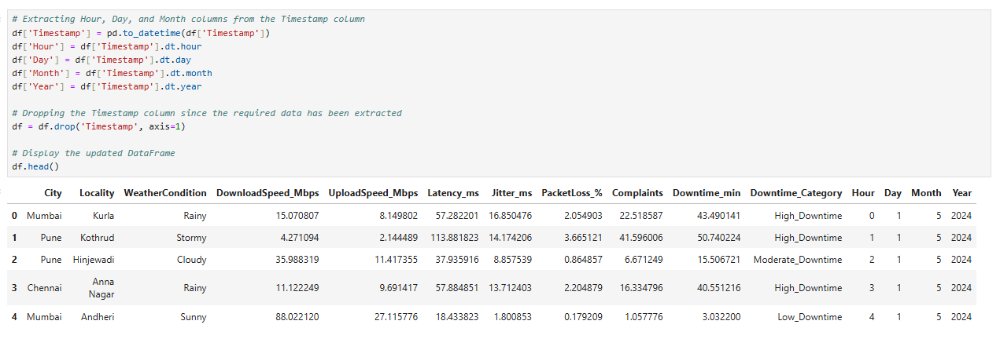 # Extracting Hour, Day, and Month columns from the Timestamp column
df['Timestamp'] = pd.to_datetime(df['Timestamp'])
df['Hour'] = df['Timestamp'].dt.hour
df['Day'] = df['Timestamp'].dt.day
df['Month'] = df['Timestamp'].dt.month
df['Year'] = df['Timestamp'].dt.year
# Dropping the Timestamp column since the required data has been extracted
df = df.drop('Timestamp', axis=1)
# Display the updated DataFrame
df.head()
City Locality WeatherCondition DownloadSpeed_Mbps UploadSpeed_Mbps Latency_ms Jitter_ms PacketLoss_% Complaints Downtime_min Downtime_Category Hour Day Month Year
0 Mumbai Kurla Rainy 15.070807 8.149802 57.282201 16.850476 2.054903 22.518587 43.490141 High_Downtime 0 1 5 2024
1 Pune Kothrud Stormy 4.271094 2.144489 113.881823 14.174206 3.665121 41.596006 50.740224 High_Downtime 1 1 5 2024
2 Pune Hinjewadi Cloudy 35.988319 11.417355 37.935916 8.857539 0.864857 6.671249 15.506721 Moderate_Downtime 2 1 5 2024
3 Chennai Anna Nagar Rainy 11.122249 9.691417 57.884851 13.712403 2.204879 16.334796 40.551216 High_Downtime 3 1 5 2024
4 Mumbai Andheri Sunny 88.022120 27.115776 18.433823 1.800853 0.179209 1.057776 3.032200 Low_Downtime 4 1 5 2024